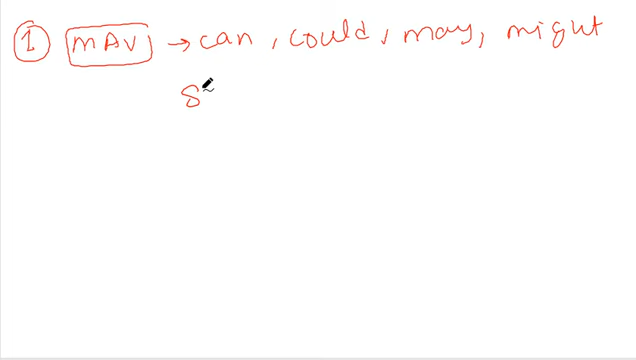 ① MAV → can, could, may, might
S